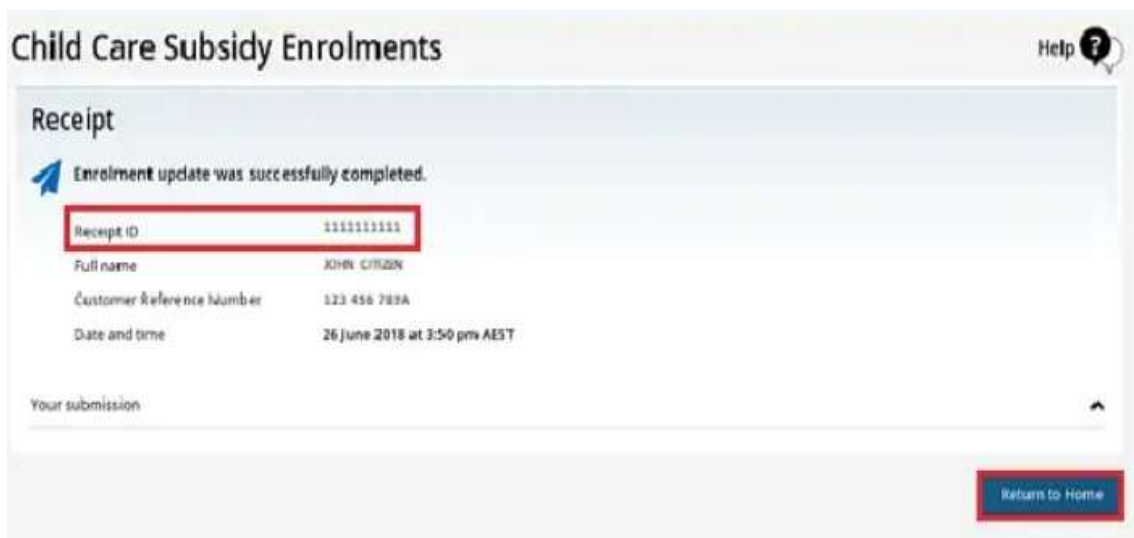 Child Care Subsidy Enrolments
Help ?
Receipt
Enrolment update was successfully completed.
Receipt ID 1111111111
Full name JOHN CITIZEN
Customer Reference Number 123 456 789A
Date and time 26 June 2018 at 3:50 pm AEST
Your submission
Return to Home